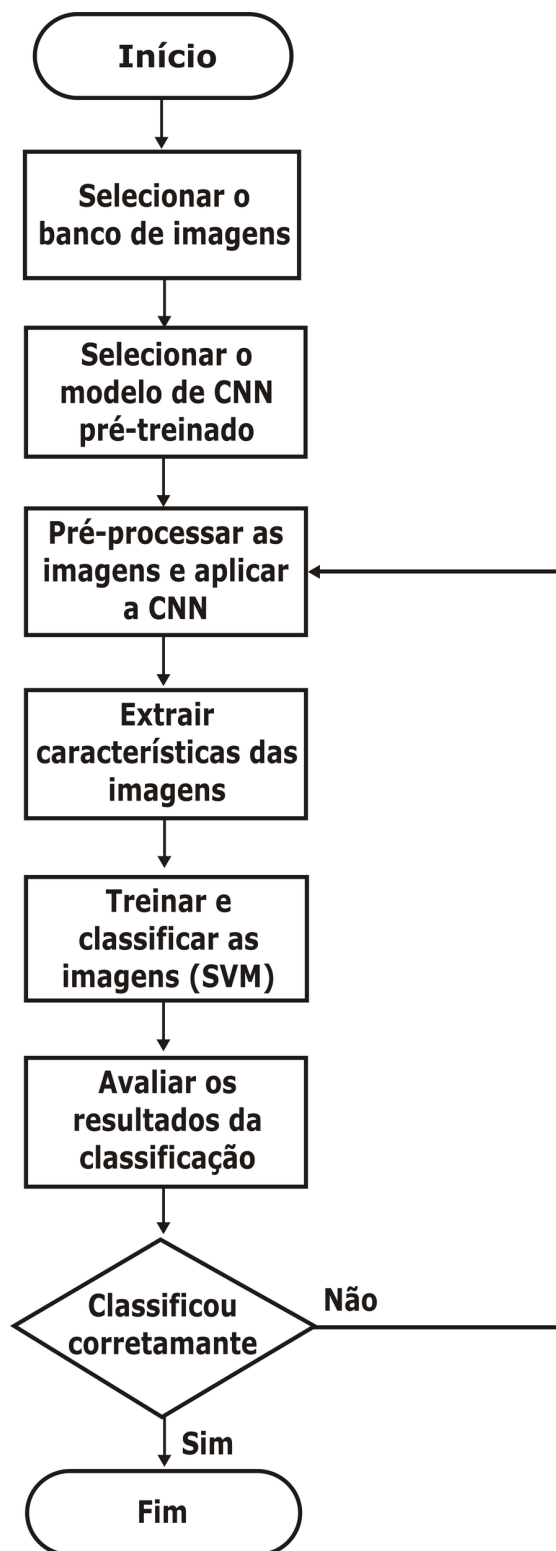 Início
Selecionar o
banco de imagens
Selecionar o
modelo de CNN
pré-treinado
Pré-processar as
imagens e aplicar
a CNN
Extrair
característícas das
imagens
Treinar e
classificar as
imagens (SVM)
Avaliar os
resultados da
classificação
Classificou
corretamante
Não
Sim
Fim